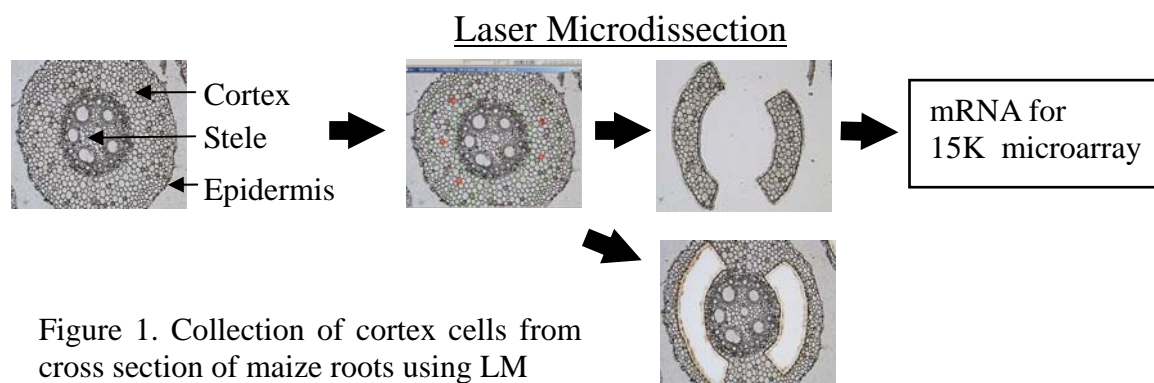 Laser Microdissection
Cortex
Stele
Epidermis
mRNA for
15K microarray
Figure 1. Collection of cortex cells from
cross section of maize roots using LM